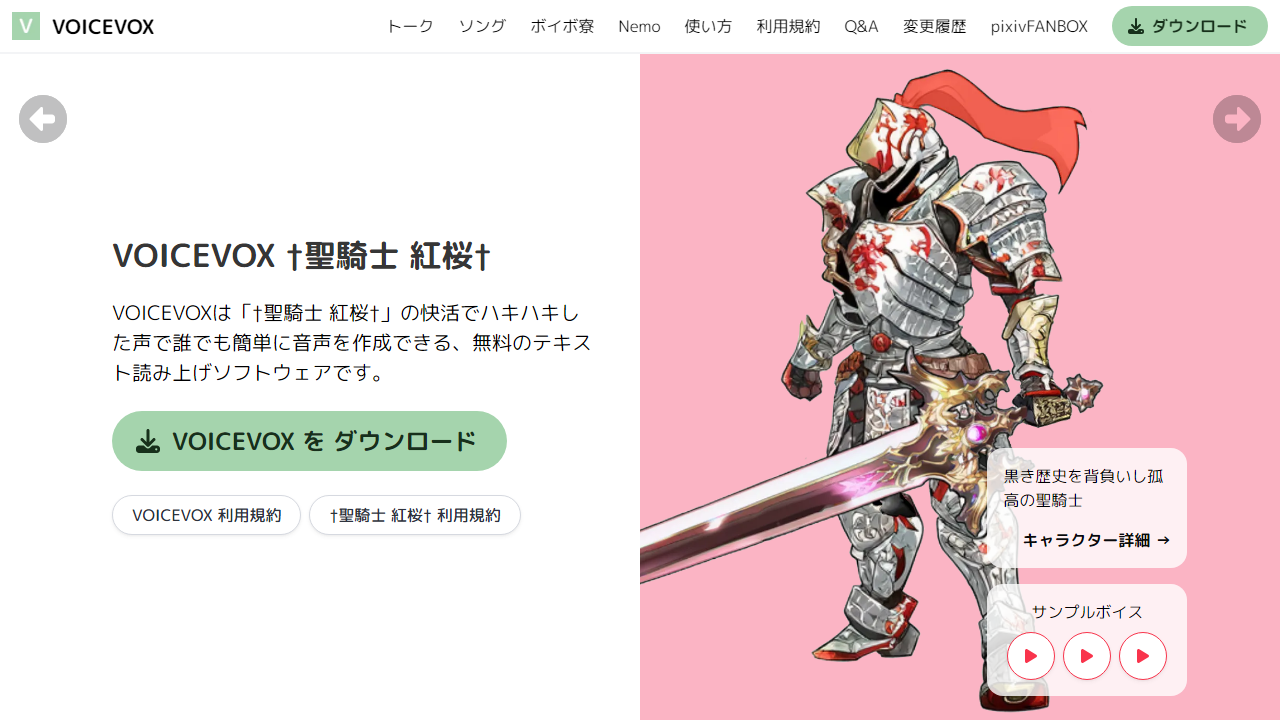 V VOICEVOX
トーク ソング ボイボ寮 Nemo 使い方 利用規約 Q&A 変更履歴 pixivFANBOX ダウンロード
VOICEVOX †聖騎士 紅桜†
VOICEVOXは「†聖騎士 紅桜†」の快活でハキハキし
た声で誰でも簡単に音声を作成できる、無料のテキス
ト読み上げソフトウェアです。
VOICEVOX を ダウンロード
VOICEVOX 利用規約 †聖騎士 紅桜† 利用規約
黒き歴史を背負いし孤
高の聖騎士
キャラクター詳細 →
サンプルボイス